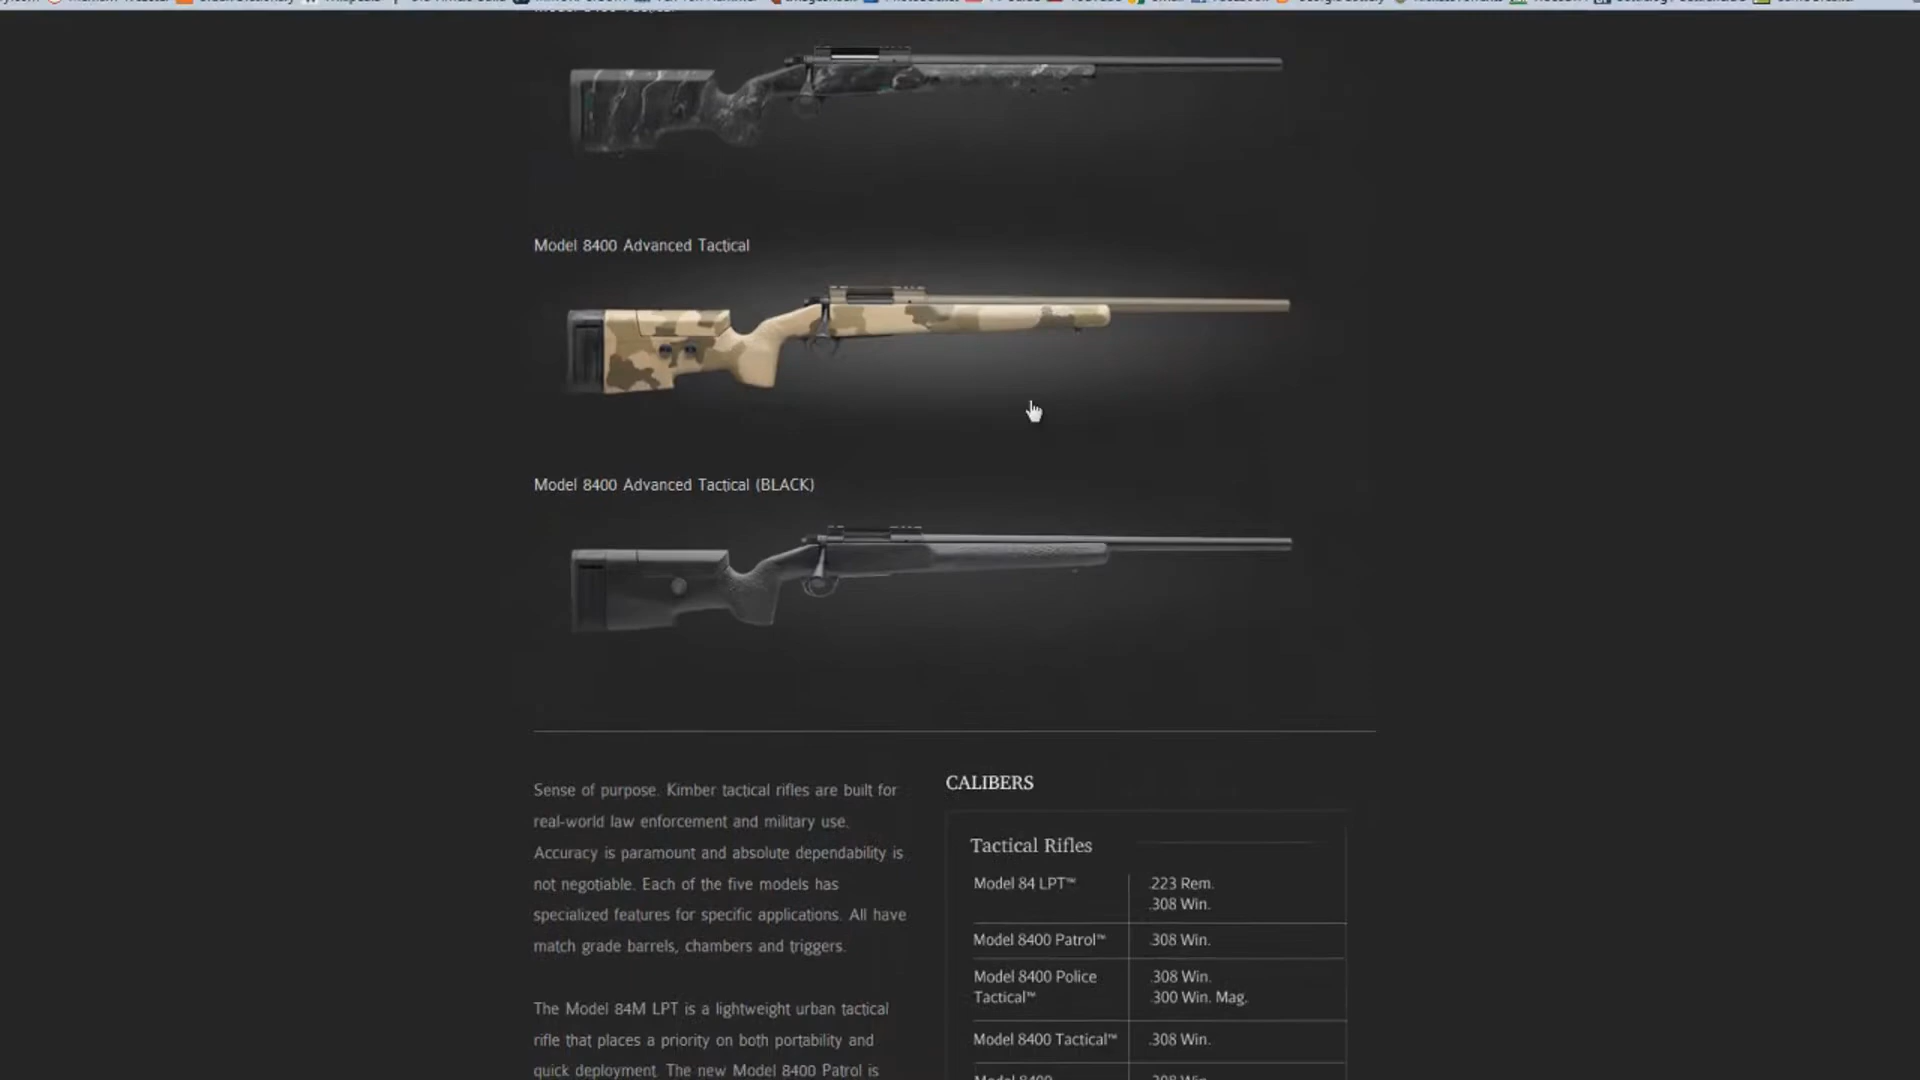 Model 8400 Advanced Tactical
Model 8400 Advanced Tactical (BLACK)
Sense of purpose. Kimber tactical rifles are built for
real-world law enforcement and military use.
Accuracy is paramount and absolute dependability is
not negotiable. Each of the five models has
specialized features for specific applications. All have
match grade barrels, chambers and triggers.
The Model 84M LPT is a lightweight urban tactical
rifle that places a priority on both portability and
quick deployment. The new Model 8400 Patrol is
CALIBERS
Tactical Rifles
Model 84 LPT™ .223 Rem.
.308 Win.
Model 8400 Patrol™ .308 Win.
Model 8400 Police .308 Win.
Tactical™ .300 Win. Mag.
Model 8400 Tactical™ .308 Win.
Model 8400 .308 Win.